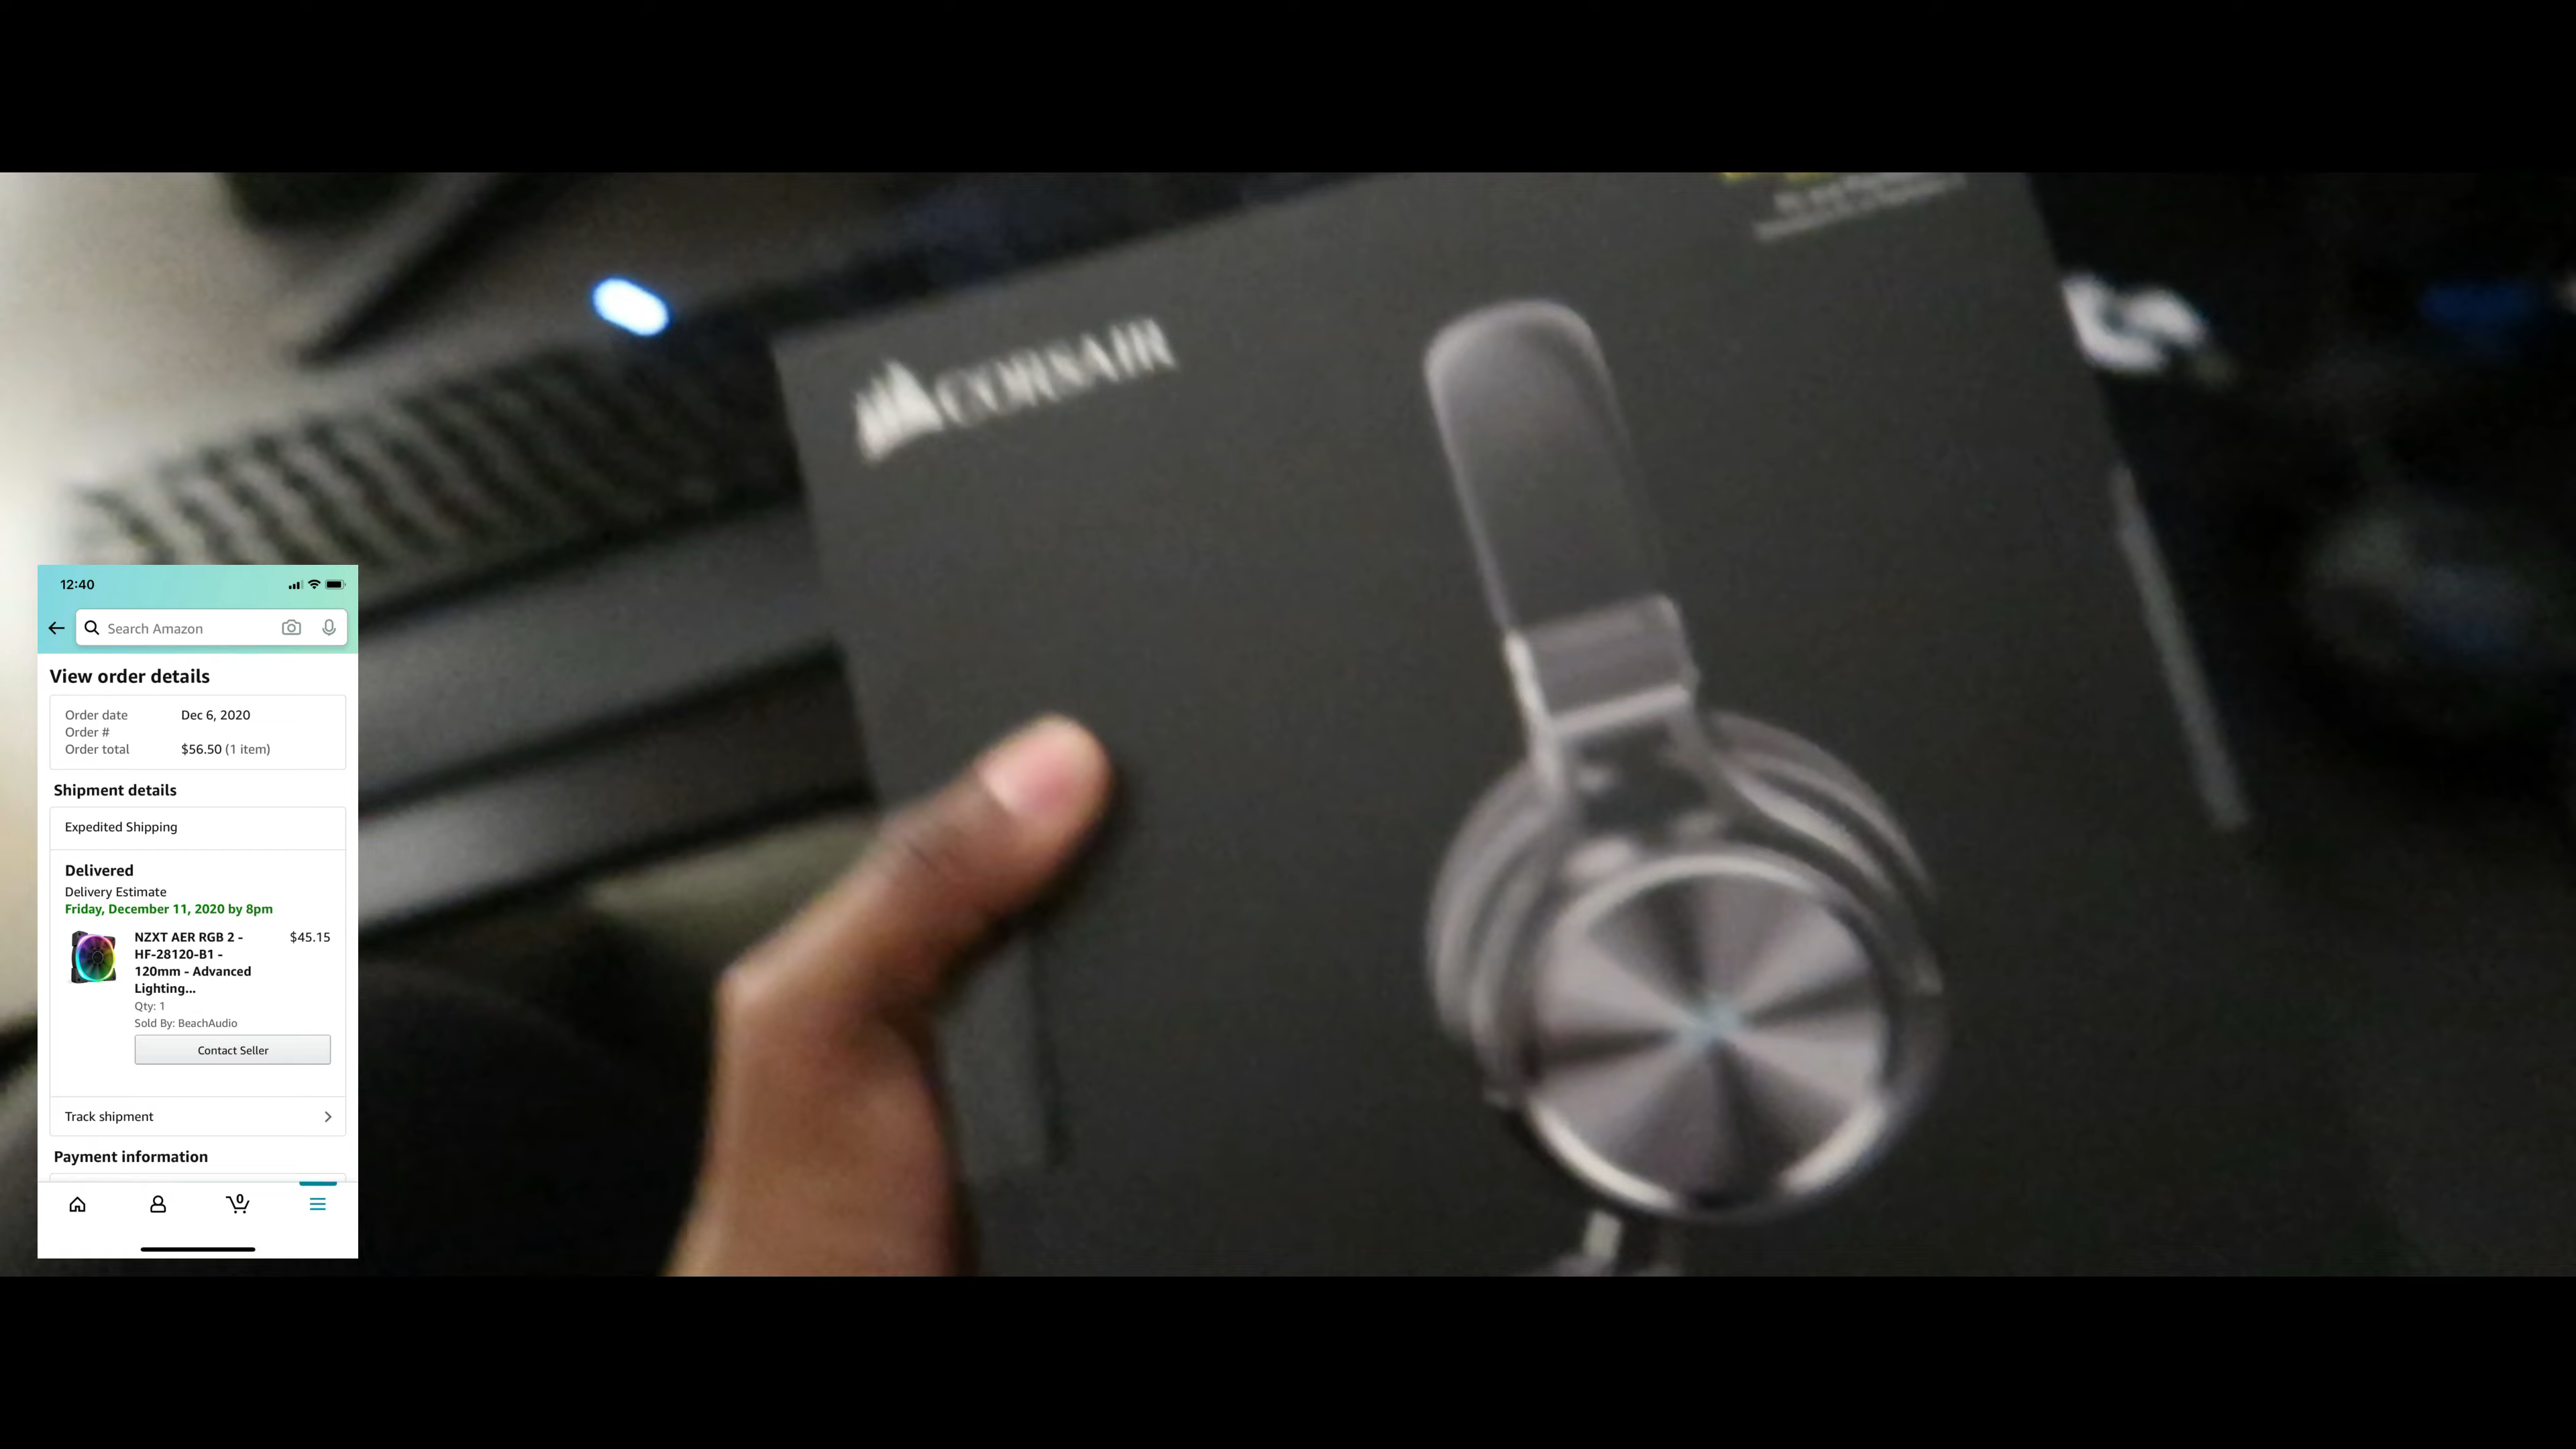 CORSAIR
12:40
Search Amazon
View order details
Order date Dec 6, 2020
Order #
Order total $56.50 (1 item)
Shipment details
Expedited Shipping
Delivered
Delivery Estimate
Friday, December 11, 2020 by 8pm
NZXT AER RGB 2 - $45.15
HF-28120-B1 -
120mm - Advanced
Lighting...
Qty: 1
Sold By: BeachAudio
Contact Seller
Track shipment
Payment information
0